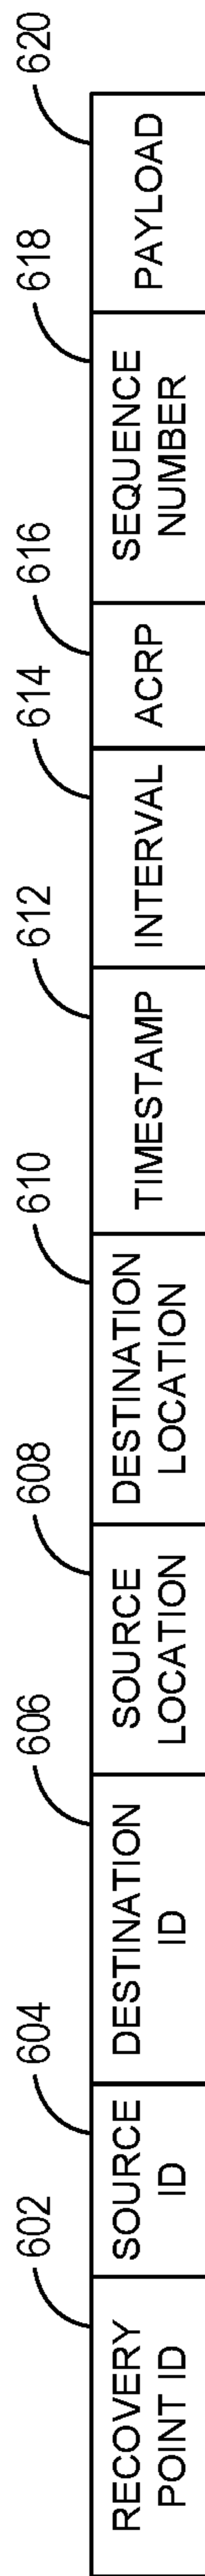 602
604
606
608
610
612
614
616
618
620
RECOVERY
POINT ID
SOURCE
ID
DESTINATION
ID
SOURCE
LOCATION
DESTINATION
LOCATION
TIMESTAMP
INTERVAL
ACRP
SEQUENCE
NUMBER
PAYLOAD